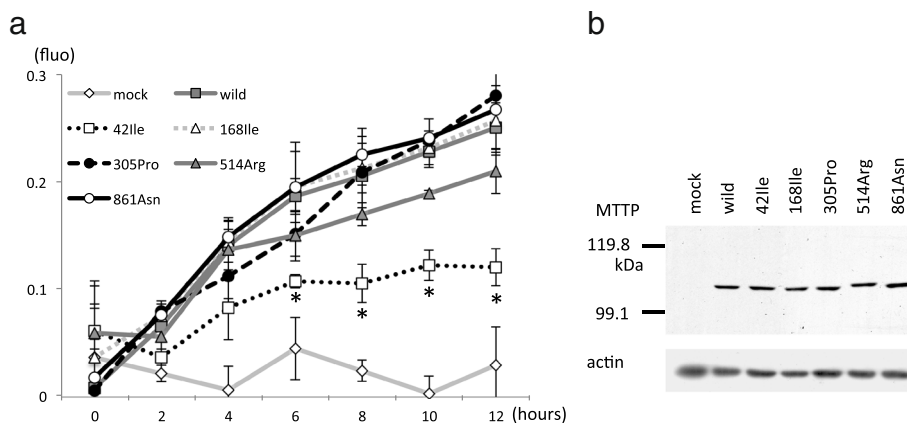 a
(fluo)
0.3
0.2
0.1
0
mock
wild
42Ile
168Ile
305Pro
514Arg
861Asn
*
*
*
*
0 2 4 6 8 10 12 (hours)
b
mock
wild
42Ile
168Ile
305Pro
514Arg
861Asn
MTTP
119.8
kDa
99.1
actin